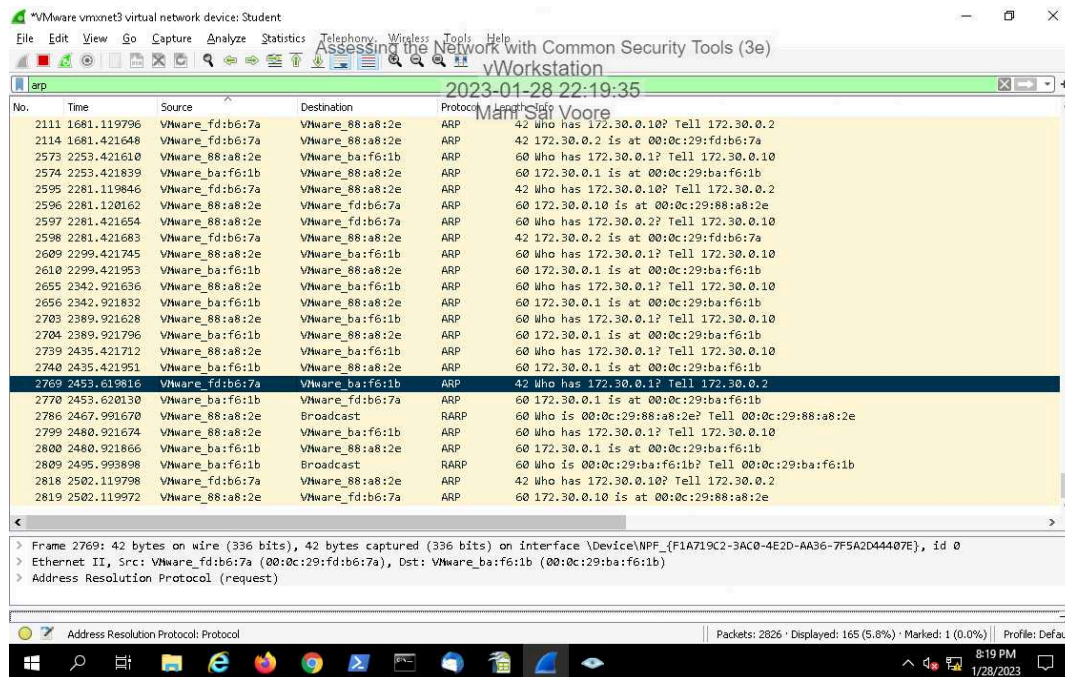 *VMware vmxnet3 virtual network device: Student
File Edit View Go Capture Analyze Statistics Telephony Wireless Tools Help
Assessing the Network with Common Security Tools (3e)
vWorkstation
2023-01-28 22:19:35
Mani Sai Voore
arp
No. Time Source Destination Protocol Length Info
2111 1681.119796 VMware_fd:b6:7a VMware_88:a8:2e ARP 42 Who has 172.30.0.10? Tell 172.30.0.2
2114 1681.421648 VMware_fd:b6:7a VMware_88:a8:2e ARP 42 172.30.0.2 is at 00:0c:29:fd:b6:7a
2573 2253.421610 VMware_88:a8:2e VMware_ba:f6:1b ARP 60 Who has 172.30.0.1? Tell 172.30.0.10
2574 2253.421839 VMware_ba:f6:1b VMware_88:a8:2e ARP 60 172.30.0.1 is at 00:0c:29:ba:f6:1b
2595 2281.119846 VMware_fd:b6:7a VMware_88:a8:2e ARP 42 Who has 172.30.0.10? Tell 172.30.0.2
2596 2281.120162 VMware_88:a8:2e VMware_fd:b6:7a ARP 60 172.30.0.10 is at 00:0c:29:88:a8:2e
2597 2281.421654 VMware_88:a8:2e VMware_fd:b6:7a ARP 60 Who has 172.30.0.2? Tell 172.30.0.10
2598 2281.421683 VMware_fd:b6:7a VMware_88:a8:2e ARP 42 172.30.0.2 is at 00:0c:29:fd:b6:7a
2609 2299.421745 VMware_88:a8:2e VMware_ba:f6:1b ARP 60 Who has 172.30.0.1? Tell 172.30.0.10
2610 2299.421953 VMware_ba:f6:1b VMware_88:a8:2e ARP 60 172.30.0.1 is at 00:0c:29:ba:f6:1b
2655 2342.921636 VMware_88:a8:2e VMware_ba:f6:1b ARP 60 Who has 172.30.0.1? Tell 172.30.0.10
2656 2342.921832 VMware_ba:f6:1b VMware_88:a8:2e ARP 60 172.30.0.1 is at 00:0c:29:ba:f6:1b
2703 2389.921628 VMware_88:a8:2e VMware_ba:f6:1b ARP 60 Who has 172.30.0.1? Tell 172.30.0.10
2704 2389.921796 VMware_ba:f6:1b VMware_88:a8:2e ARP 60 172.30.0.1 is at 00:0c:29:ba:f6:1b
2739 2435.421712 VMware_88:a8:2e VMware_ba:f6:1b ARP 60 Who has 172.30.0.1? Tell 172.30.0.10
2740 2435.421951 VMware_ba:f6:1b VMware_88:a8:2e ARP 60 172.30.0.1 is at 00:0c:29:ba:f6:1b
2769 2453.619816 VMware_fd:b6:7a VMware_ba:f6:1b ARP 42 Who has 172.30.0.1? Tell 172.30.0.2
2770 2453.620130 VMware_ba:f6:1b VMware_fd:b6:7a ARP 60 172.30.0.1 is at 00:0c:29:ba:f6:1b
2786 2467.991670 VMware_88:a8:2e Broadcast RARP 60 Who is 00:0c:29:88:a8:2e? Tell 00:0c:29:88:a8:2e
2799 2480.921674 VMware_88:a8:2e VMware_ba:f6:1b ARP 60 Who has 172.30.0.1? Tell 172.30.0.10
2800 2480.921866 VMware_ba:f6:1b VMware_88:a8:2e ARP 60 172.30.0.1 is at 00:0c:29:ba:f6:1b
2809 2495.993898 VMware_ba:f6:1b Broadcast RARP 60 Who is 00:0c:29:ba:f6:1b? Tell 00:0c:29:ba:f6:1b
2818 2502.119798 VMware_fd:b6:7a VMware_88:a8:2e ARP 42 Who has 172.30.0.10? Tell 172.30.0.2
2819 2502.119972 VMware_88:a8:2e VMware_fd:b6:7a ARP 60 172.30.0.10 is at 00:0c:29:88:a8:2e
Frame 2769: 42 bytes on wire (336 bits), 42 bytes captured (336 bits) on interface \Device\NPF_{F1A719C2-3AC0-4E2D-AA36-7F5A2D44407E}, id 0
Ethernet II, Src: VMware_fd:b6:7a (00:0c:29:fd:b6:7a), Dst: VMware_ba:f6:1b (00:0c:29:ba:f6:1b)
Address Resolution Protocol (request)
Address Resolution Protocol: Protocol
Packets: 2826 · Displayed: 165 (5.8%) · Marked: 1 (0.0%)
Profile: Defau
8:19 PM
1/28/2023